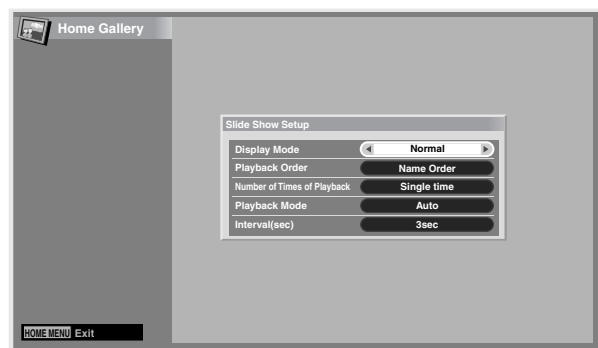 Home Gallery
Slide Show Setup
Display Mode Normal
Playback Order Name Order
Number of Times of Playback Single time
Playback Mode Auto
Interval(sec) 3sec
HOME MENU Exit